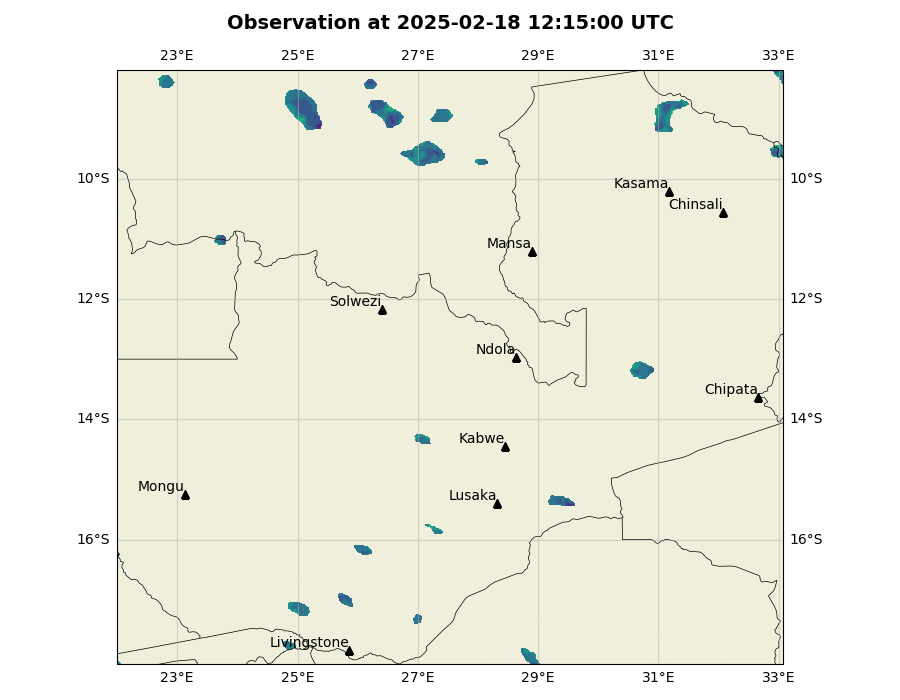 Observation at 2025-02-18 12:15:00 UTC
23°E 25°E 27°E 29°E 31°E 33°E
10°S 10°S
Kasama
Chinsali
Mansa
12°S 12°S
Solwezi
Ndola
Chipata
14°S 14°S
Kabwe
Mongu
Lusaka
16°S 16°S
Livingstone
23°E 25°E 27°E 29°E 31°E 33°E